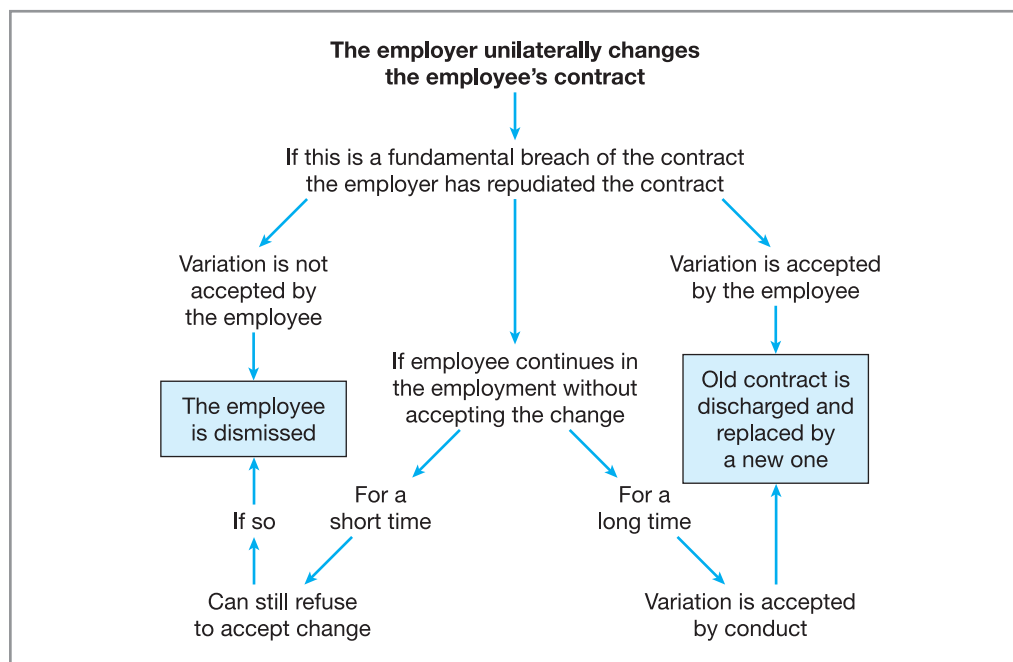 The employer unilaterally changes
the employee’s contract
If this is a fundamental breach of the contract
the employer has repudiated the contract
Variation is not
accepted by
the employee
Variation is accepted
by the employee
The employee
is dismissed
If employee continues in
the employment without
accepting the change
Old contract is
discharged and
replaced by
a new one
If so
For a
short time
For a
long time
Can still refuse
to accept change
Variation is accepted
by conduct